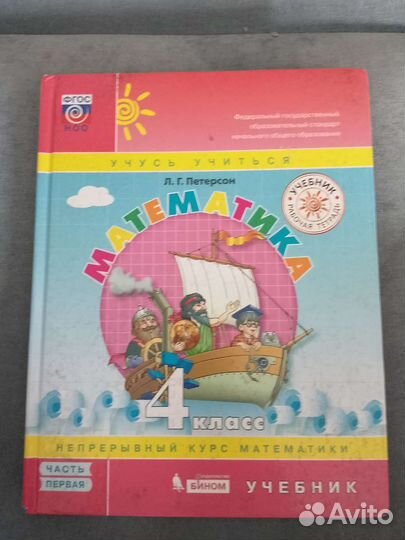 ФГОС
НОО
Федеральный государственный
образовательный стандарт
начального общего образования
УЧУСЬ УЧИТЬСЯ
Л. Г. Петерсон
УЧЕБНИК
РАБОЧАЯ ТЕТРАДЬ
МАТЕМАТИКА
4 класс
НЕПРЕРЫВНЫЙ КУРС МАТЕМАТИКИ
ЧАСТЬ
ПЕРВАЯ
Издательство
БИНОМ
УЧЕБНИК
Avito